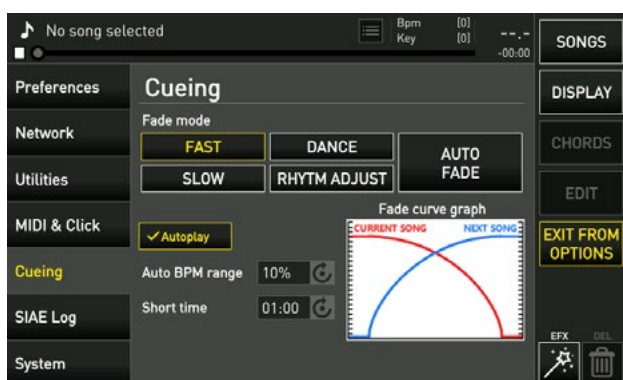 No song selected
Bpm [0]
Key [0]
--.-
-00:00
SONGS
Preferences
Cueing
DISPLAY
Fade mode
Network
FAST
DANCE
AUTO
FADE
CHORDS
Utilities
SLOW
RHYTM ADJUST
EDIT
MIDI & Click
Autoplay
Fade curve graph
CURRENT SONG
NEXT SONG
EXIT FROM
OPTIONS
Cueing
Auto BPM range
10%
SIAE Log
Short time
01:00
System
EFX
DEL